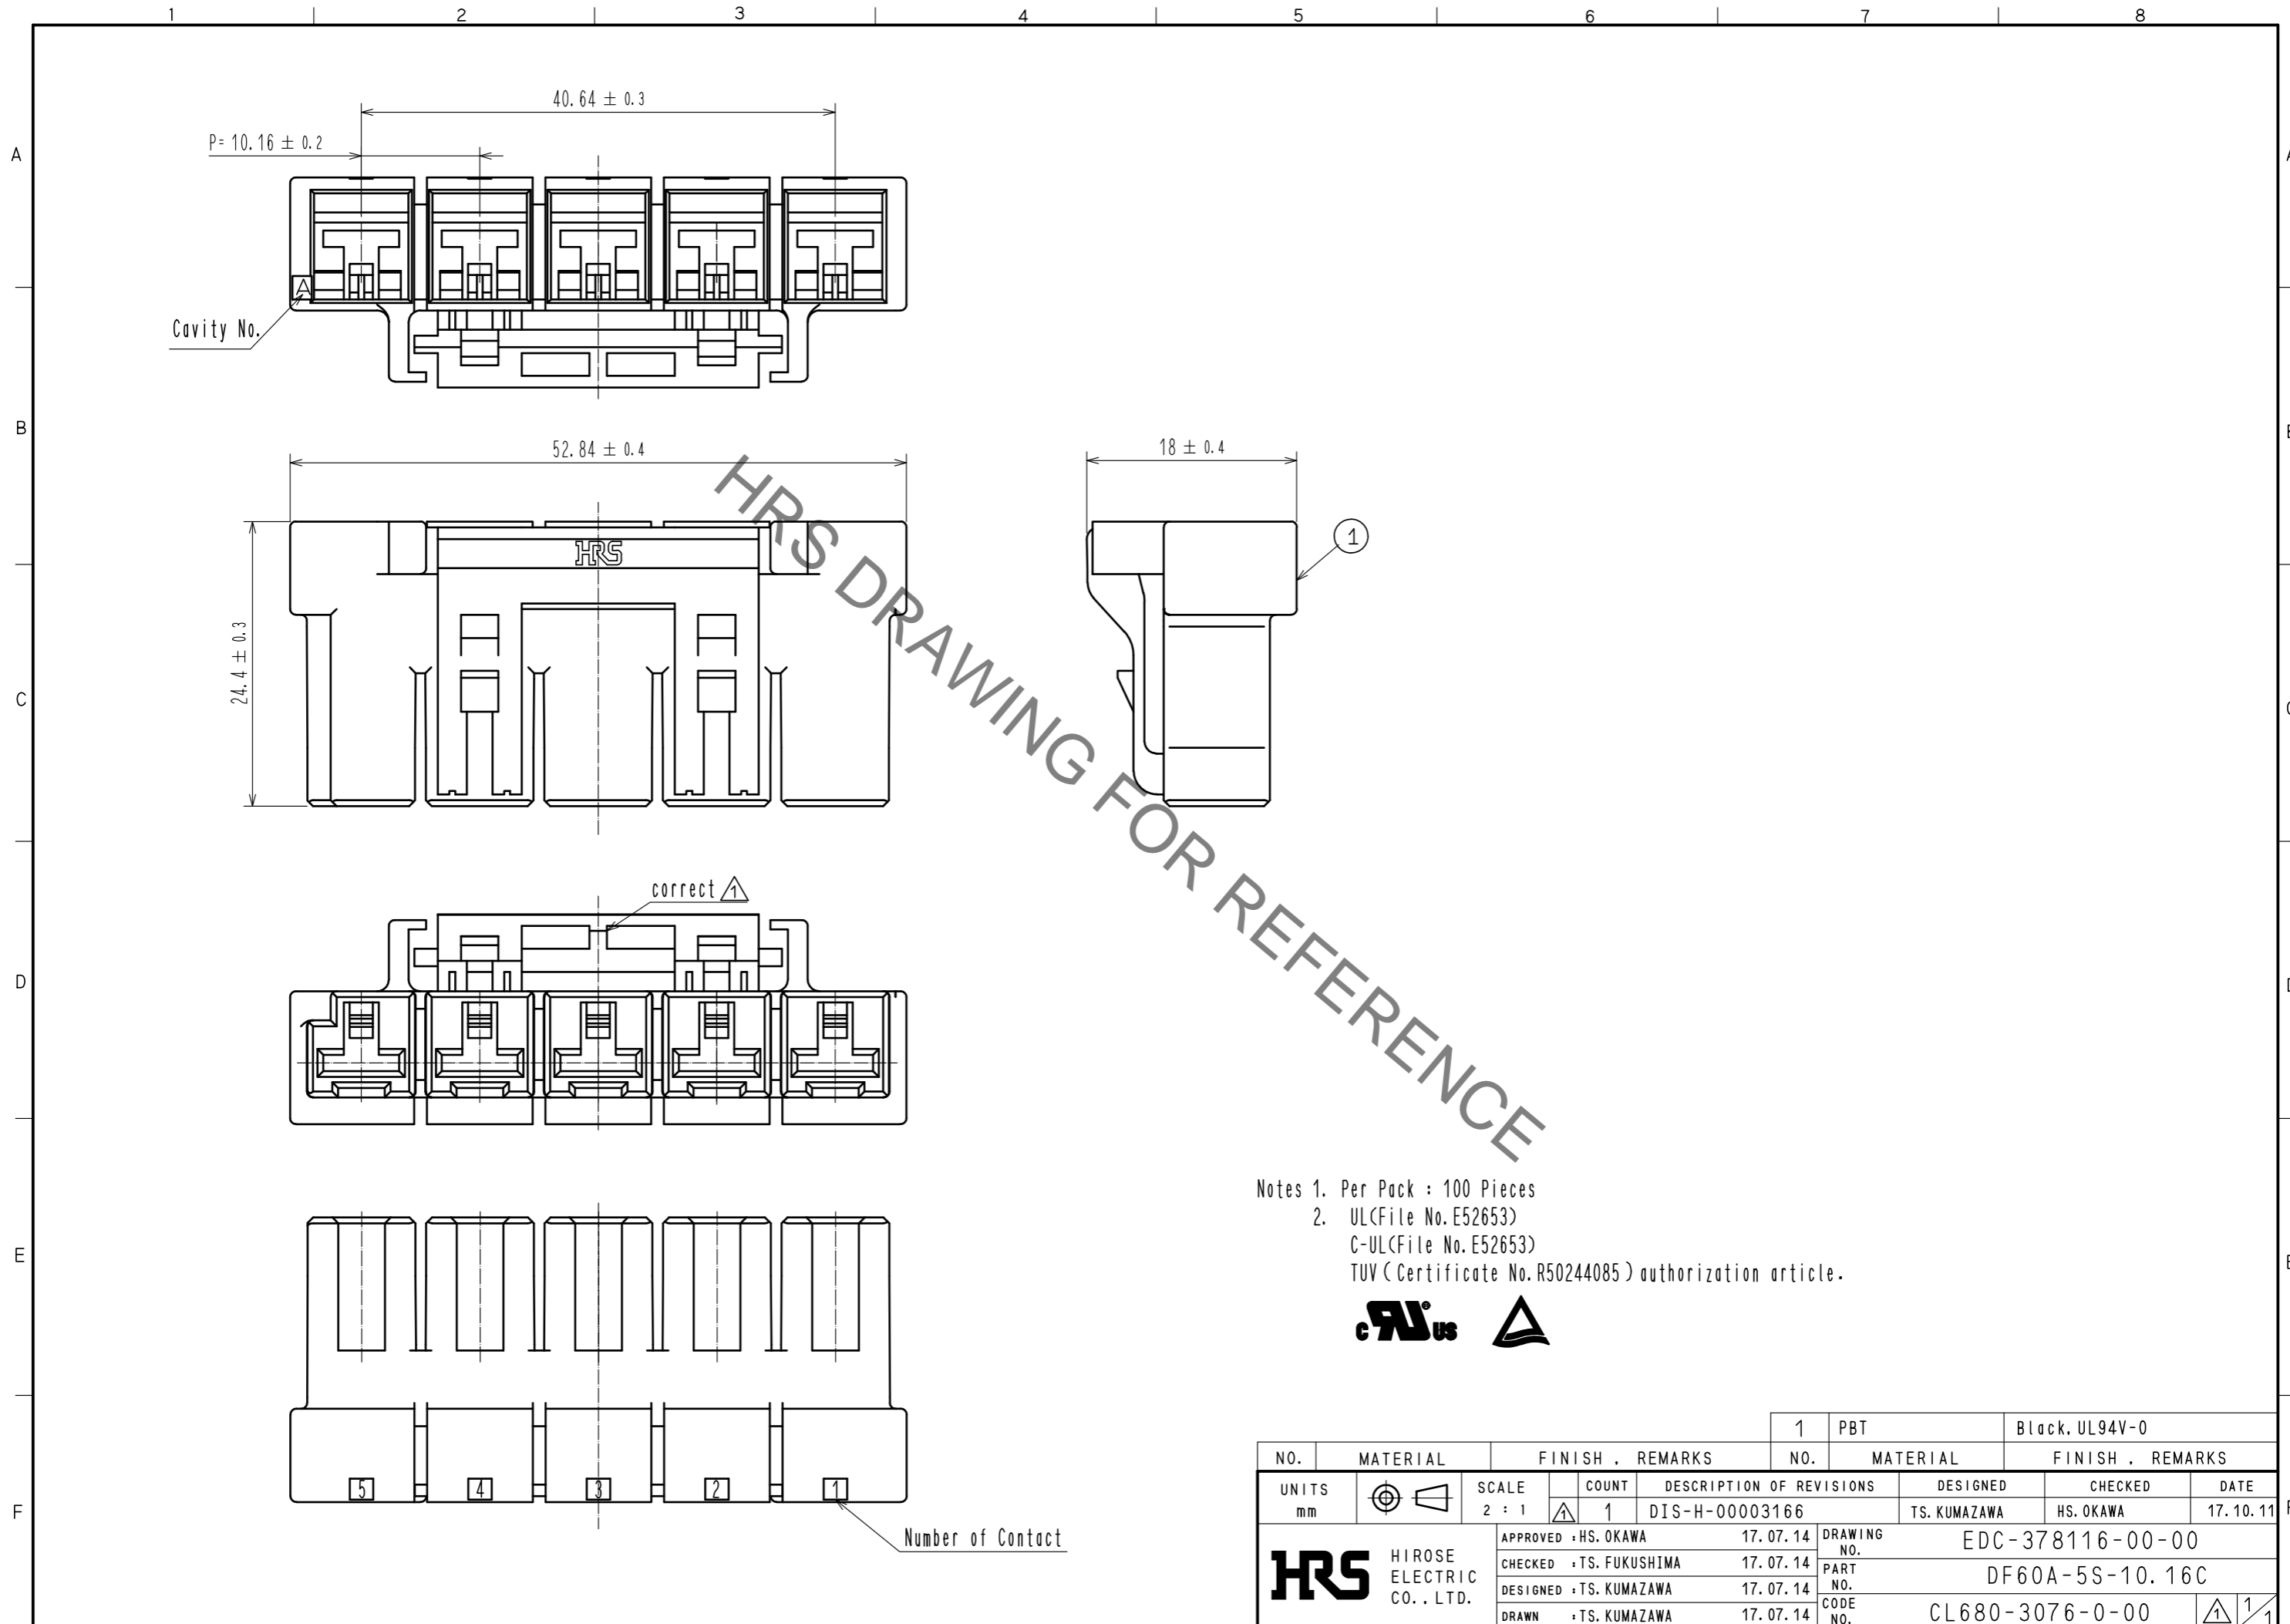 1 2 3 4 5 6 7 8
A
40.64 ± 0.3
P= 10.16 ± 0.2
A
Cavity No.
B
52.84 ± 0.4
18 ± 0.4
HRS
1
24.4 ± 0.3
C
HRS DRAWING FOR REFERENCE
correct 1
D
Notes 1. Per Pack : 100 Pieces
2. UL(File No.E52653)
C-UL(File No.E52653)
TUV(Certificate No.R50244085)authorization article.
E
c RU ® US
5 4 3 2 1
Number of Contact
F
1 PBT Black.UL94V-0
NO. MATERIAL FINISH . REMARKS NO. MATERIAL FINISH . REMARKS
UNITS mm SCALE 2 : 1 COUNT DESCRIPTION OF REVISIONS DESIGNED CHECKED DATE
1 1 DIS-H-00003166 TS.KUMAZAWA HS.OKAWA 17.10.11
HRS HIROSE ELECTRIC CO.,LTD.
APPROVED :HS.OKAWA 17.07.14
CHECKED :TS.FUKUSHIMA 17.07.14
DESIGNED :TS.KUMAZAWA 17.07.14
DRAWN :TS.KUMAZAWA 17.07.14
DRAWING NO. EDC-378116-00-00
PART NO. DF60A-5S-10.16C
CODE NO. CL680-3076-0-00 1 1/1